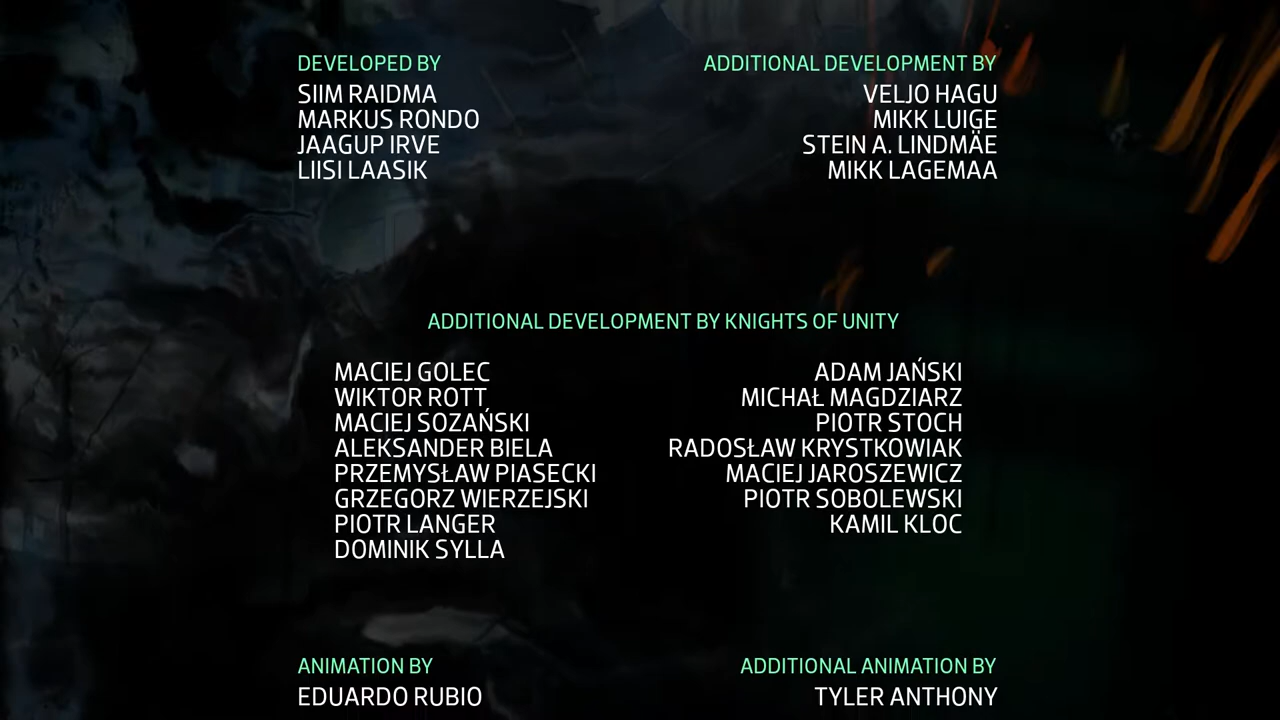 DEVELOPED BY
SIIM RAIDMA
MARKUS RONDO
JAAGUP IRVE
LIISI LAASIK
ADDITIONAL DEVELOPMENT BY
VELJO HAGU
MIKK LUIGE
STEIN A. LINDMÄE
MIKK LAGEMAA
ADDITIONAL DEVELOPMENT BY KNIGHTS OF UNITY
MACIEJ GOLEC
WIKTOR ROTT
MACIEJ SOZAŃSKI
ALEKSANDER BIELA
PRZEMYSŁAW PIASECKI
GRZEGORZ WIERZEJSKI
PIOTR LANGER
DOMINIK SYLLA
ADAM JAŃSKI
MICHAŁ MAGDZIARZ
PIOTR STOCH
RADOSŁAW KRYSTKOWIAK
MACIEJ JAROSZEWICZ
PIOTR SOBOLEWSKI
KAMIL KLOC
ANIMATION BY
EDUARDO RUBIO
ADDITIONAL ANIMATION BY
TYLER ANTHONY